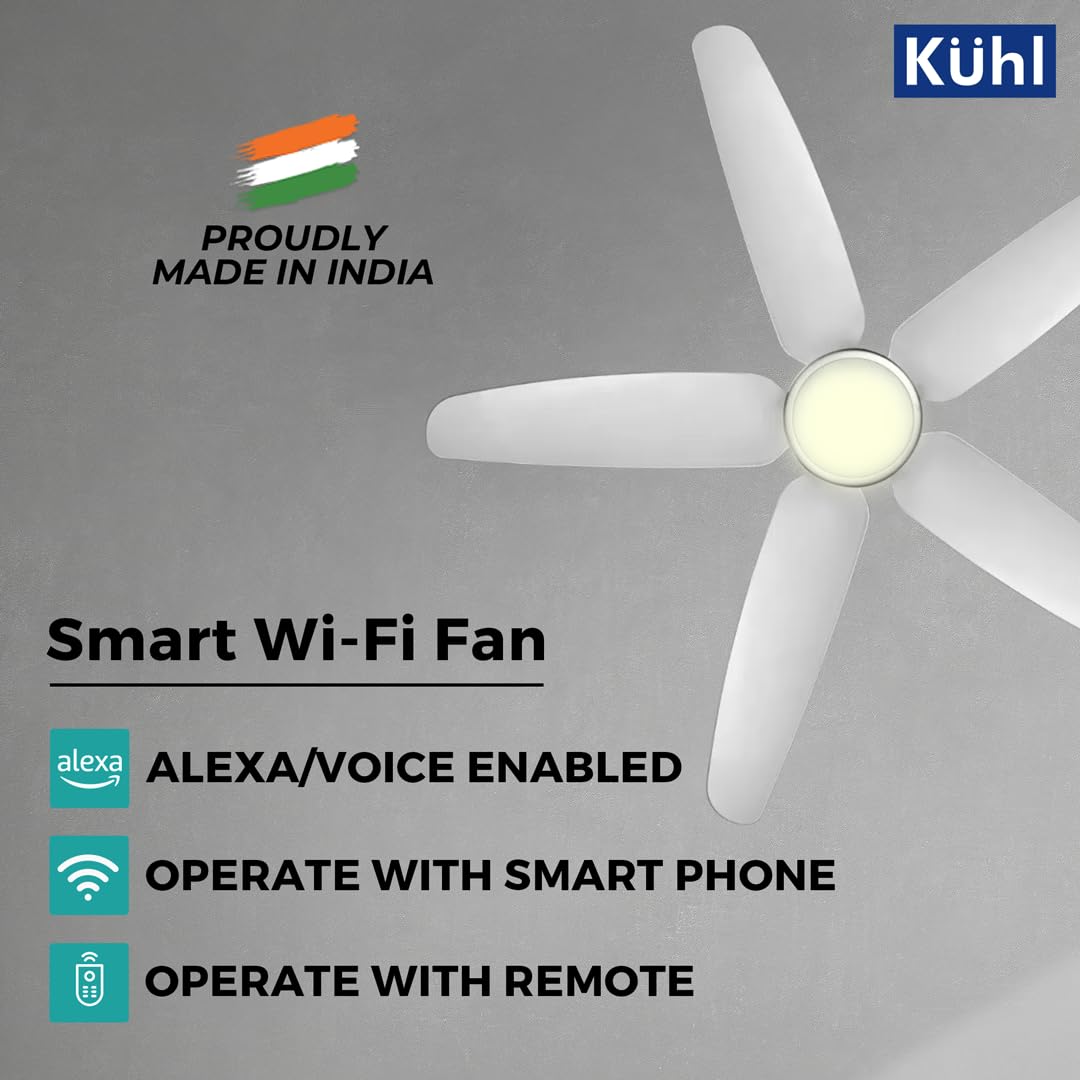 Kühl
PROUDLY
MADE IN INDIA
Smart Wi-Fi Fan
alexa
ALEXA/VOICE ENABLED
OPERATE WITH SMART PHONE
OPERATE WITH REMOTE